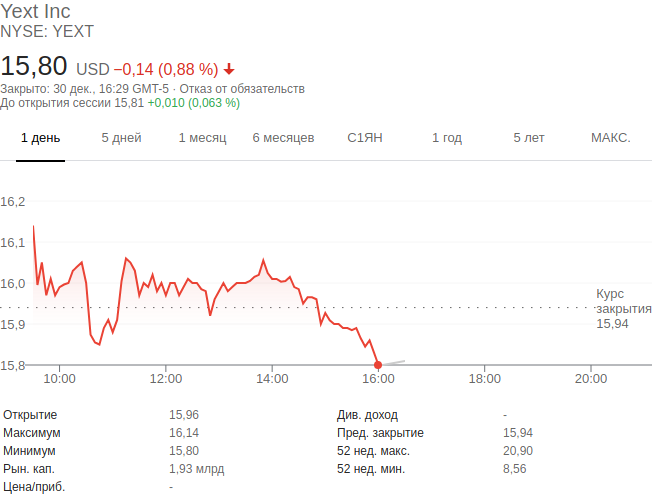 Yext Inc
NYSE: YEXT
15,80 USD −0,14 (0,88 %)
Закрыто: 30 дек., 16:29 GMT-5 · Отказ от обязательств
До открытия сессии 15,81 +0,010 (0,063 %)
1 день 5 дней 1 месяц 6 месяцев С1ЯН 1 год 5 лет МАКС.
16,2
16,1
16,0
15,9
15,8
Курс
закрытия
15,94
10:00 12:00 14:00 16:00 18:00 20:00
Открытие 15,96 Див. доход -
Максимум 16,14 Пред. закрытие 15,94
Минимум 15,80 52 нед. макс. 20,90
Рын. кап. 1,93 млрд 52 нед. мин. 8,56
Цена/приб. -